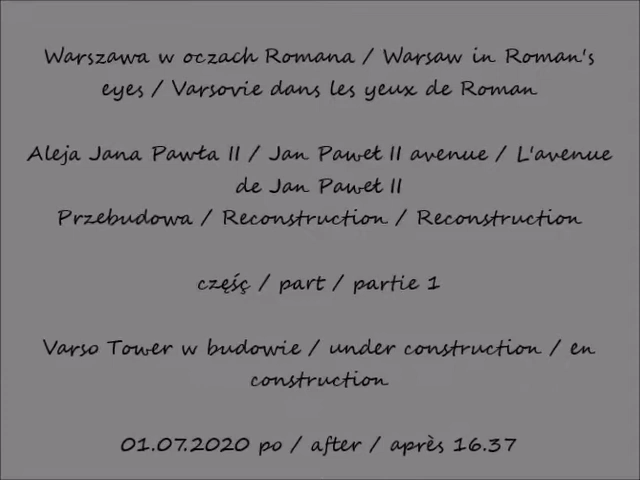 Warszawa w oczach Romana / Warsaw in Roman's
eyes / Varsovie dans les yeux de Roman
Aleja Jana Pawła II / Jan Paweł II avenue / L'avenue
de Jan Paweł II
Przebudowa / Reconstruction / Reconstruction
częśç / part / partie 1
Varso Tower w budowie / under construction / en
construction
01.07.2020 po / after / après 16.37